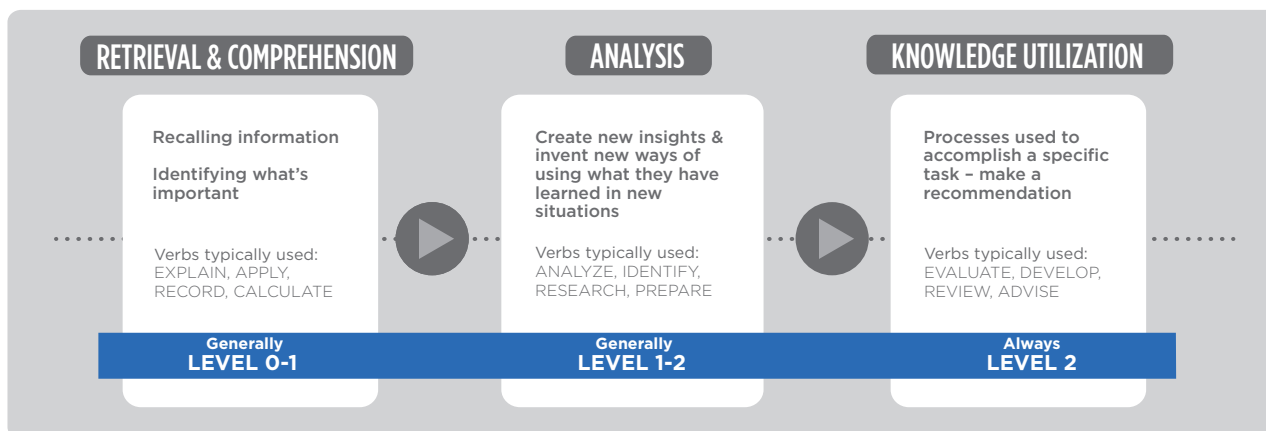 RETRIEVAL & COMPREHENSION
Recalling information
Identifying what's
important
Verbs typically used:
EXPLAIN, APPLY,
RECORD, CALCULATE
Generally
LEVEL 0-1
ANALYSIS
Create new insights &
invent new ways of
using what they have
learned in new
situations
Verbs typically used:
ANALYZE, IDENTIFY,
RESEARCH, PREPARE
Generally
LEVEL 1-2
KNOWLEDGE UTILIZATION
Processes used to
accomplish a specific
task – make a
recommendation
Verbs typically used:
EVALUATE, DEVELOP,
REVIEW, ADVISE
Always
LEVEL 2